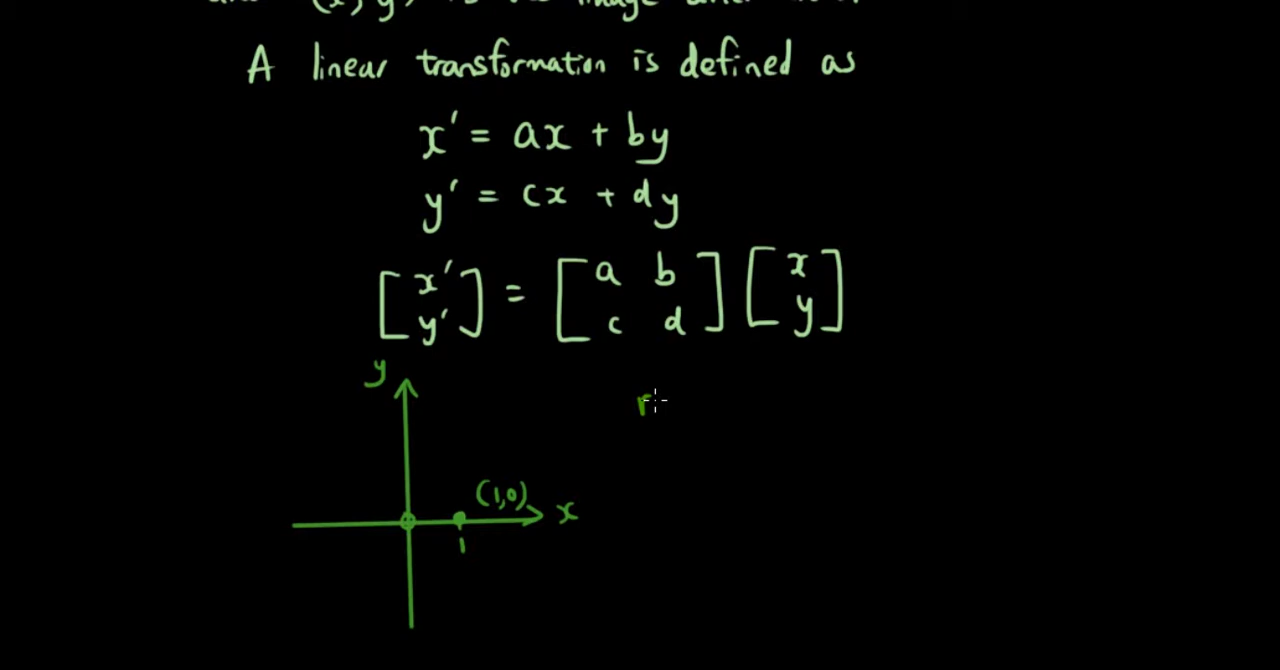 A linear transformation is defined as
x' = ax + by
y' = cx + dy
[x' y'] = [a b c d] [x y]
y
(1,0)
x
1
r